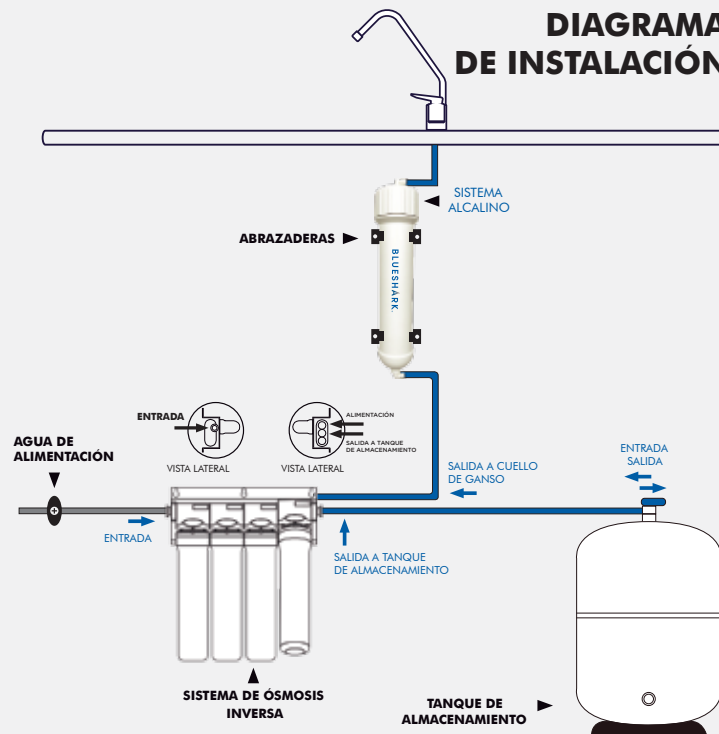 DIAGRAMA
DE INSTALACIÓN
SISTEMA
ALCALINO
ABRAZADERAS
BLUESHARK.
ENTRADA
ALIMENTACIÓN
SALIDA A TANQUE
DE ALMACENAMIENTO
VISTA LATERAL
VISTA LATERAL
AGUA DE
ALIMENTACIÓN
SALIDA A CUELLO
DE GANSO
ENTRADA
SALIDA
ENTRADA
SALIDA A TANQUE
DE ALMACENAMIENTO
SISTEMA DE ÓSMOSIS
INVERSA
TANQUE DE
ALMACENAMIENTO